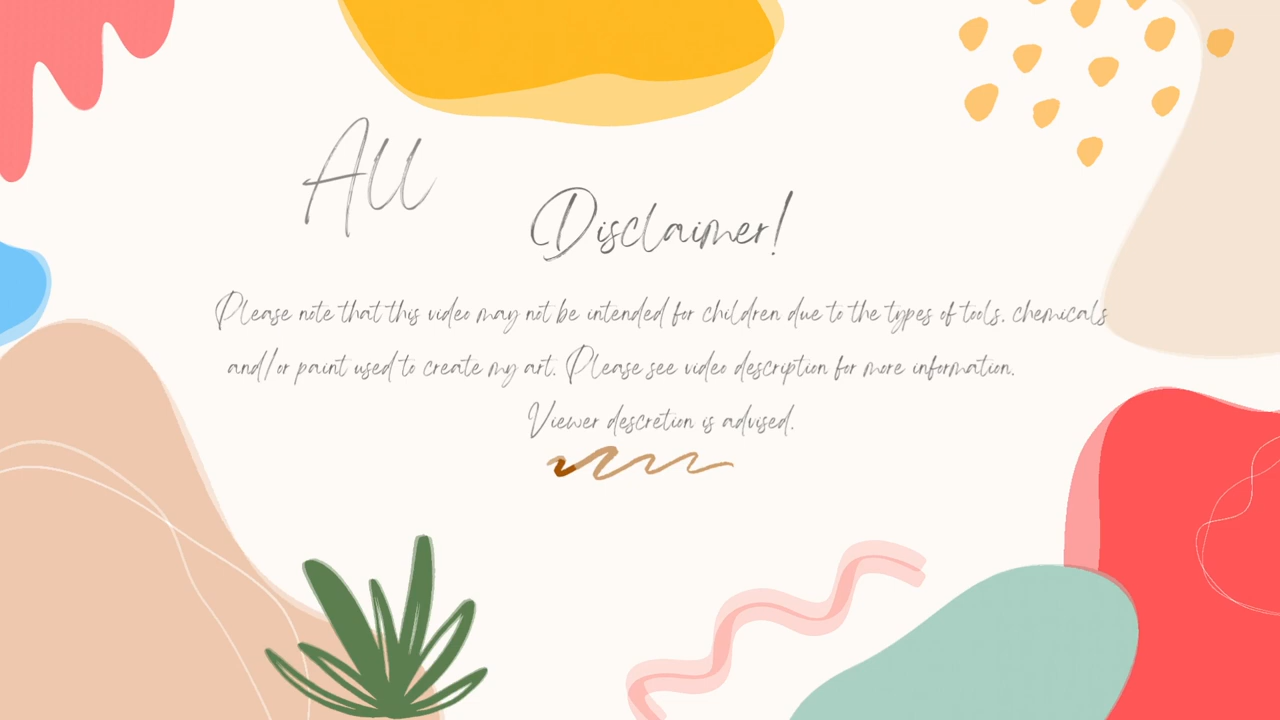 All
Disclaimer!
Please note that this video may not be intended for children due to the types of tools, chemicals
and/or paint used to create my art. Please see video description for more information.
Viewer descretion is advised.